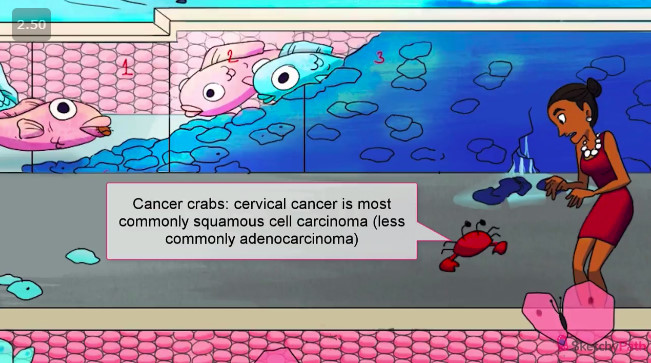 2.50
1
2
3
Cancer crabs: cervical cancer is most
commonly squamous cell carcinoma (less
commonly adenocarcinoma)
SketchyPath